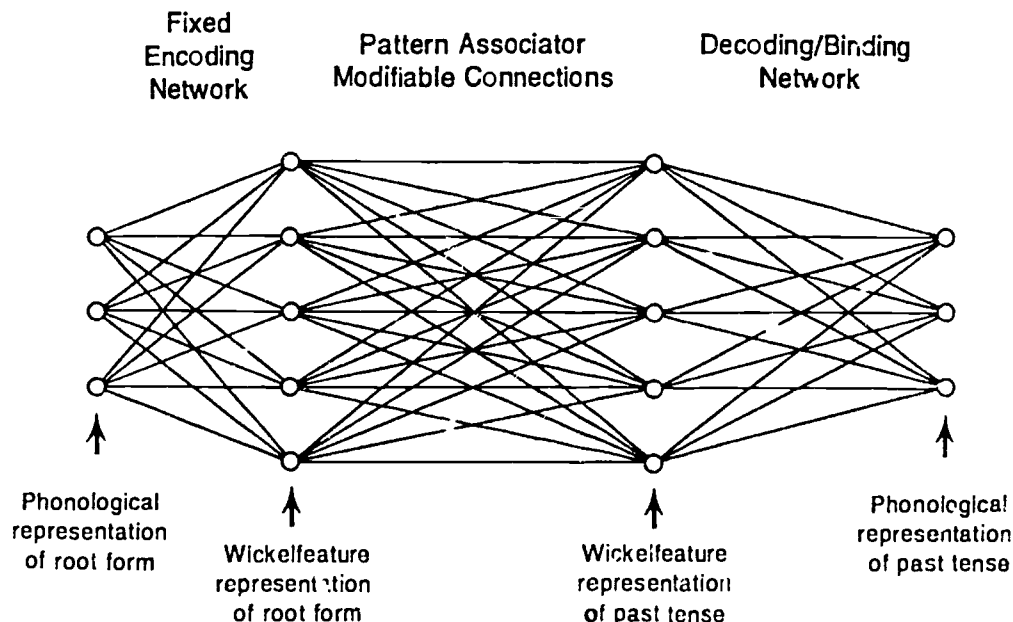 Fixed
Encoding
Network
Pattern Associator
Modifiable Connections
Decoding/Binding
Network
Phonological
representation
of root form
Wickelfeature
representation
of root form
Wickelfeature
representation
of past tense
Phonological
representation
of past tense